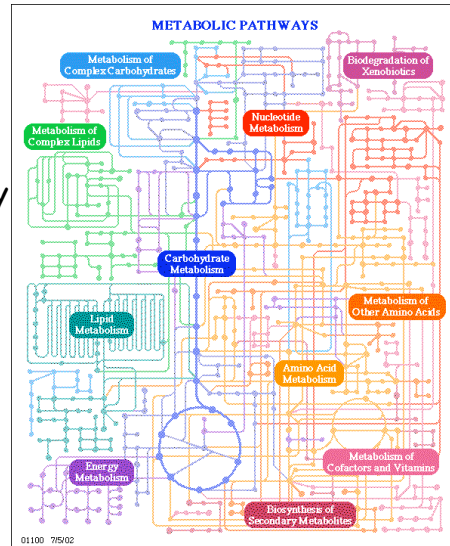 METABOLIC PATHWAYS
Metabolism of
Complex Carbohydrates
Biodegradation of
Xenobiotics
Nucleotide
Metabolism
Metabolism of
Complex Lipids
Carbohydrate
Metabolism
Metabolism of
Other Amino Acids
Lipid
Metabolism
Amino Acid
Metabolism
Metabolism of
Cofactors and Vitamins
Energy
Metabolism
Biosynthesis of
Secondary Metabolites
01100 7/5/02